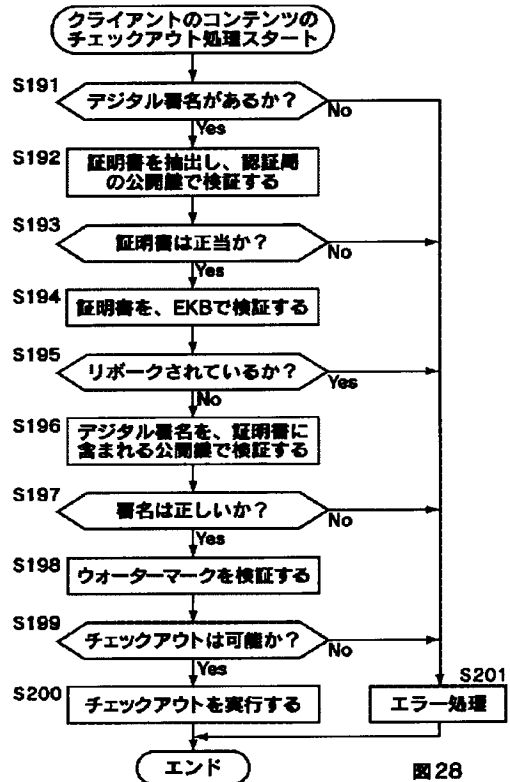 クライアントのコンテンツの
チェックアウト処理スタート
S191
デジタル署名があるか？
No
Yes
S192
証明書を抽出し、認証局
の公開鍵で検証する
S193
証明書は正当か？
No
Yes
S194
証明書を、EKBで検証する
S195
リボークされているか？
Yes
No
S196
デジタル署名を、証明書に
含まれる公開鍵で検証する
S197
署名は正しいか？
No
Yes
S198
ウォーターマークを検証する
S199
チェックアウトは可能か？
No
Yes
S200
チェックアウトを実行する
S201
エラー処理
エンド
図28